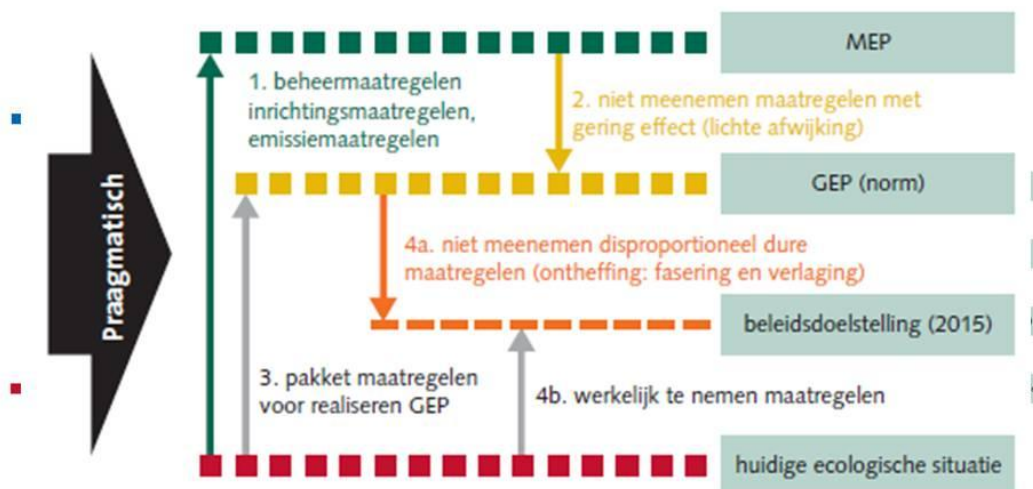 MEP
1. beheermaatregelen
inrichtingsmaatregelen,
emissiemaatregelen
2. niet meenemen maatregelen met
gering effect (lichte afwijking)
Praagmatisch
GEP (norm)
4a. niet meenemen disproportioneel dure
maatregelen (ontheffing: fasering en verlaging)
beleidsdoelstelling (2015)
3. pakket maatregelen
voor realiseren GEP
4b. werkelijk te nemen maatregelen
huidige ecologische situatie